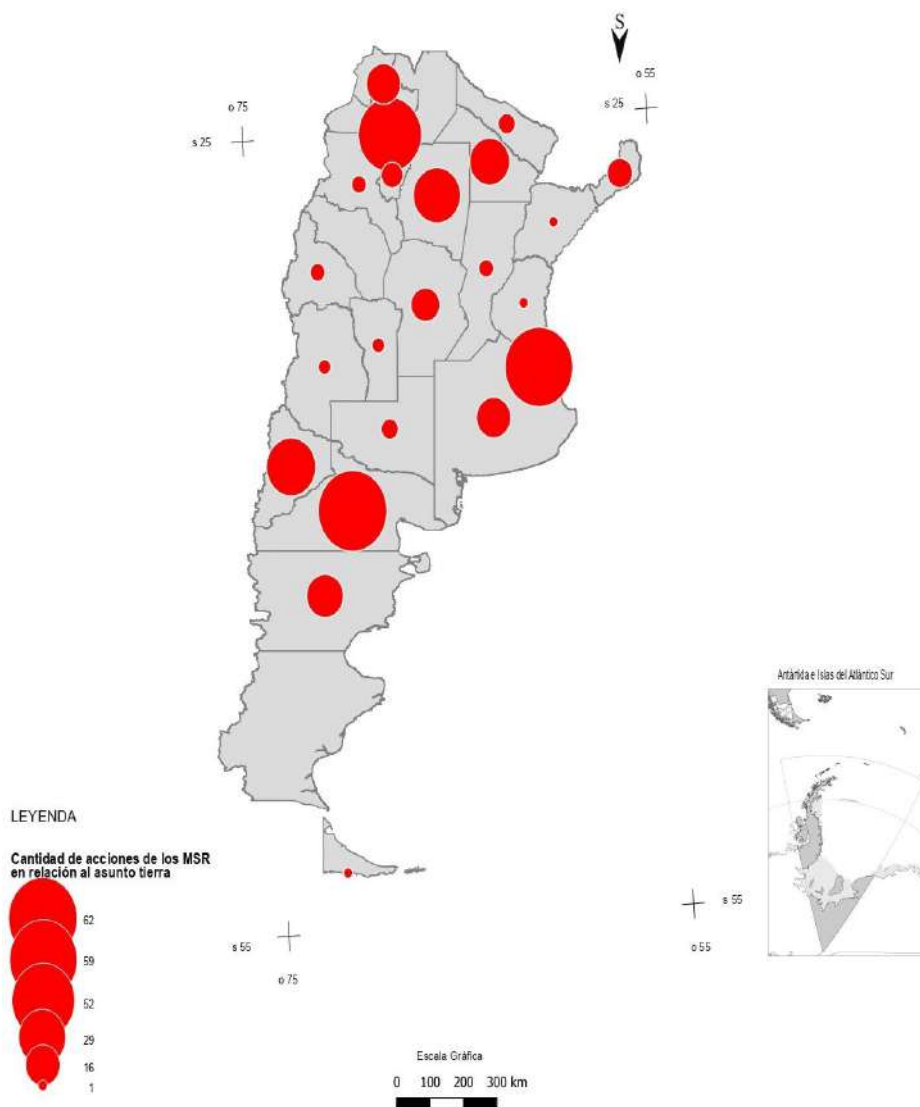 S
o 55
s 25
o 75
s 25
Antártida e Islas del Atlántico Sur
LEYENDA
Cantidad de acciones de los MSR
en relación al asunto tierra
62
59
52
29
16
1
s 55
o 75
s 55
o 55
Escala Gráfica
0 100 200 300 km